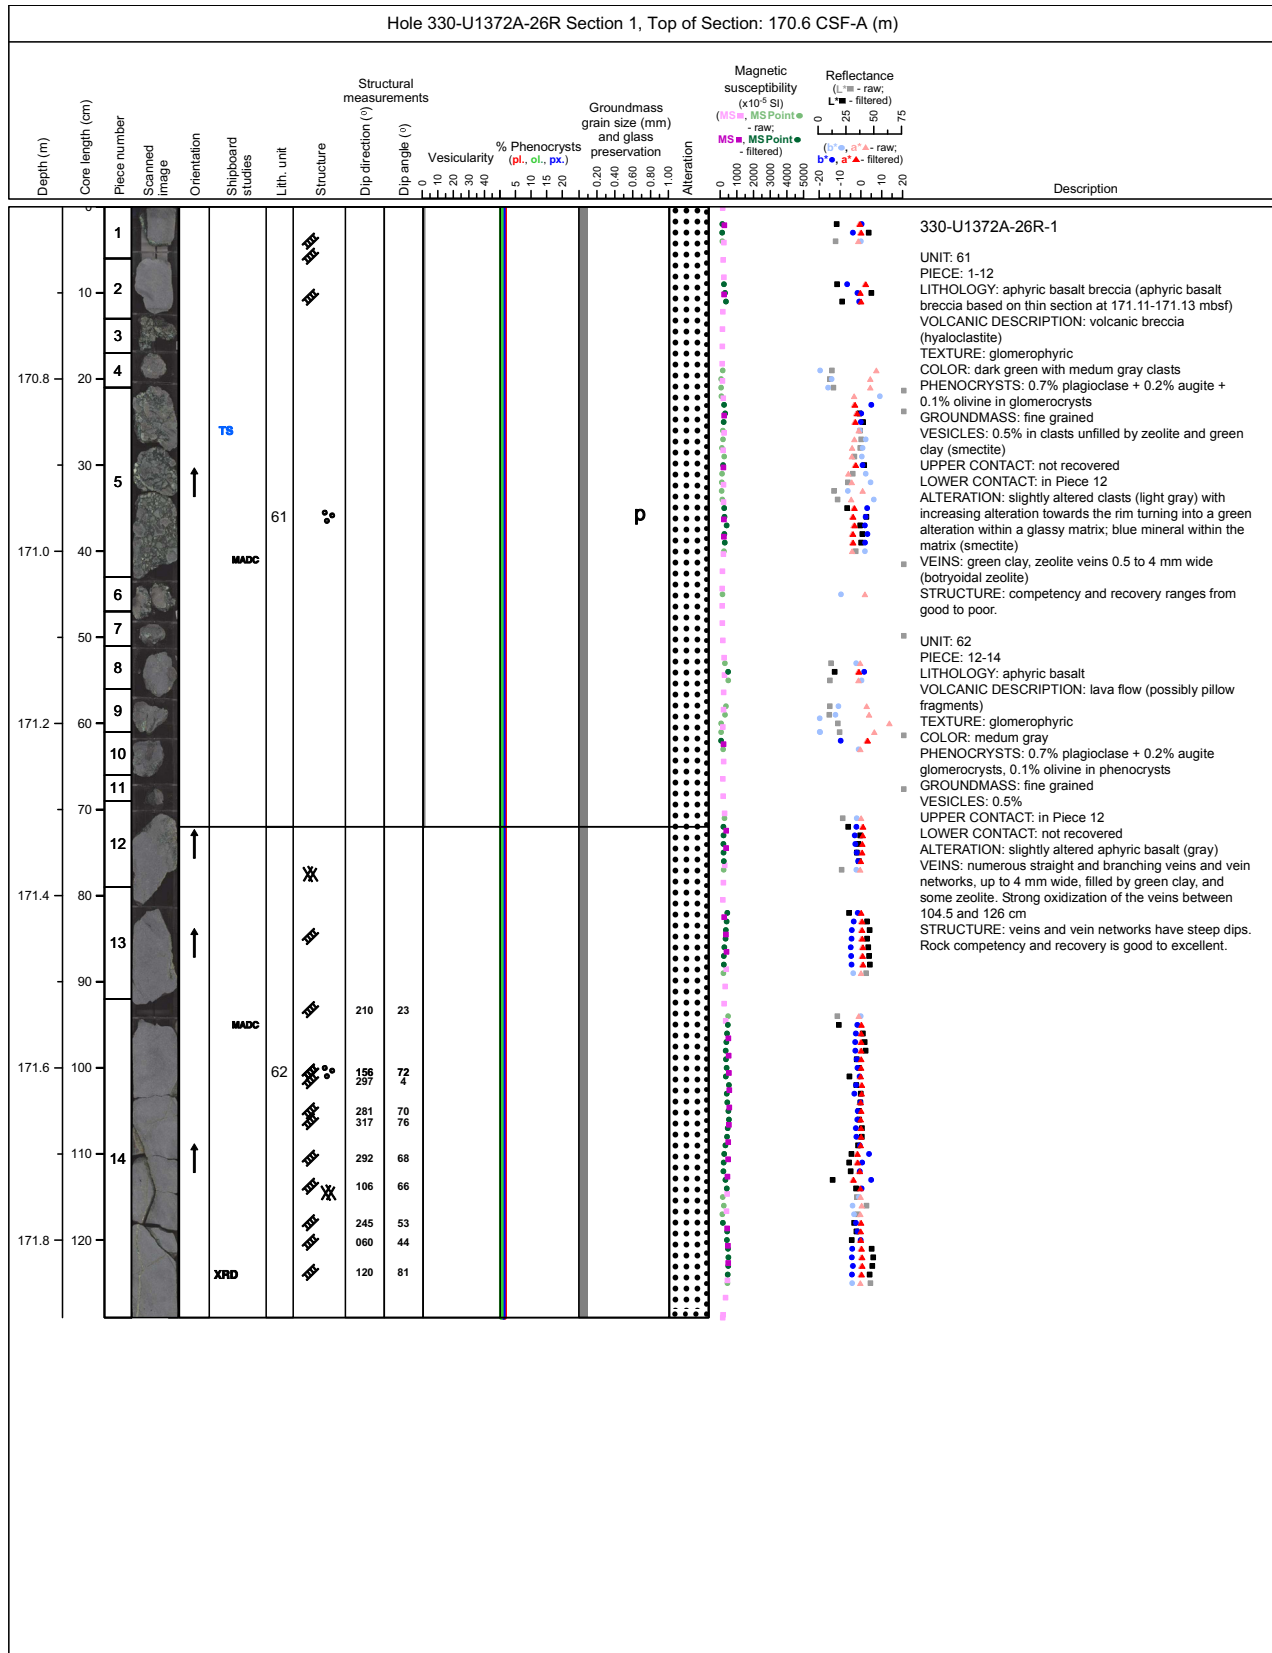 Hole 330-U1372A-26R Section 1, Top of Section: 170.6 CSF-A (m)
Depth (m)
Core length (cm)
Piece number
Scanned image
Orientation
Shipboard studies
Lith. unit
Structure
Structural measurements
Dip direction (º)
Dip angle (º)
Vesicularity
0 10 20 30 40
% Phenocrysts
(pl., ol., px.)
5 10 15 20
Groundmass
grain size (mm)
and glass
preservation
0.20 0.40 0.60 0.80 1.00
Alteration
Magnetic
susceptibility
(x10-5 SI)
(MS■, MSPoint●
- raw;
MS■, MSPoint●
- filtered)
0 1000 2000 3000 4000 5000
Reflectance
(L*■ - raw;
L*■ - filtered)
0 25 50 75
(b*●, a*▲- raw;
b*●, a*▲- filtered)
-20 -10 0 10 20
Description
0
10
20
30
40
50
60
70
80
90
100
110
120
170.8
171.0
171.2
171.4
171.6
171.8
1
2
3
4
5
6
7
8
9
10
11
12
13
14
TS
MADC
MADC
XRD
61
62
p
210 23
156 72
297 4
281 70
317 76
292 68
106 66
245 53
060 44
120 81
330-U1372A-26R-1
UNIT: 61
PIECE: 1-12
LITHOLOGY: aphyric basalt breccia (aphyric basalt
breccia based on thin section at 171.11-171.13 mbsf)
VOLCANIC DESCRIPTION: volcanic breccia
(hyaloclastite)
TEXTURE: glomerophyric
COLOR: dark green with medum gray clasts
PHENOCRYSTS: 0.7% plagioclase + 0.2% augite +
0.1% olivine in glomerocrysts
GROUNDMASS: fine grained
VESICLES: 0.5% in clasts unfilled by zeolite and green
clay (smectite)
UPPER CONTACT: not recovered
LOWER CONTACT: in Piece 12
ALTERATION: slightly altered clasts (light gray) with
increasing alteration towards the rim turning into a green
alteration within a glassy matrix; blue mineral within the
matrix (smectite)
VEINS: green clay, zeolite veins 0.5 to 4 mm wide
(botryoidal zeolite)
STRUCTURE: competency and recovery ranges from
good to poor.
UNIT: 62
PIECE: 12-14
LITHOLOGY: aphyric basalt
VOLCANIC DESCRIPTION: lava flow (possibly pillow
fragments)
TEXTURE: glomerophyric
COLOR: medum gray
PHENOCRYSTS: 0.7% plagioclase + 0.2% augite
glomerocrysts, 0.1% olivine in phenocrysts
GROUNDMASS: fine grained
VESICLES: 0.5%
UPPER CONTACT: in Piece 12
LOWER CONTACT: not recovered
ALTERATION: slightly altered aphyric basalt (gray)
VEINS: numerous straight and branching veins and vein
networks, up to 4 mm wide, filled by green clay, and
some zeolite. Strong oxidization of the veins between
104.5 and 126 cm
STRUCTURE: veins and vein networks have steep dips.
Rock competency and recovery is good to excellent.